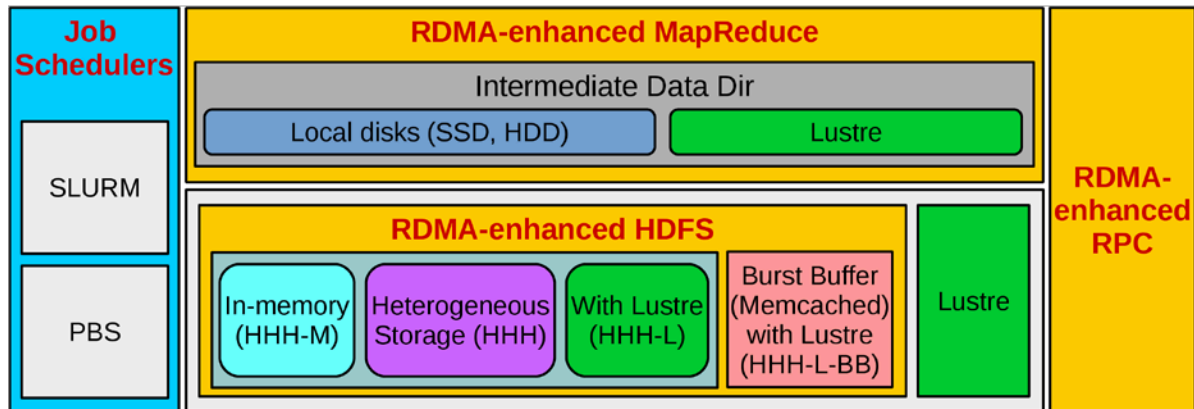 Job
Schedulers
SLURM
PBS
RDMA-enhanced MapReduce
Intermediate Data Dir
Local disks (SSD, HDD)
Lustre
RDMA-enhanced HDFS
In-memory
(HHH-M)
Heterogeneous
Storage (HHH)
With Lustre
(HHH-L)
Burst Buffer
(Memcached)
with Lustre
(HHH-L-BB)
Lustre
RDMA-
enhanced
RPC